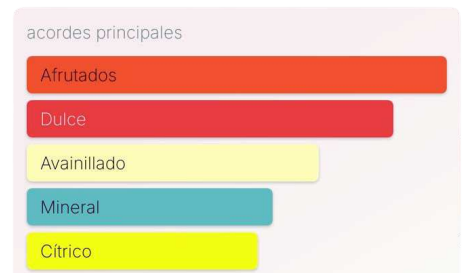 acordes principales
Afrutados
Dulce
Avainillado
Mineral
Cítrico